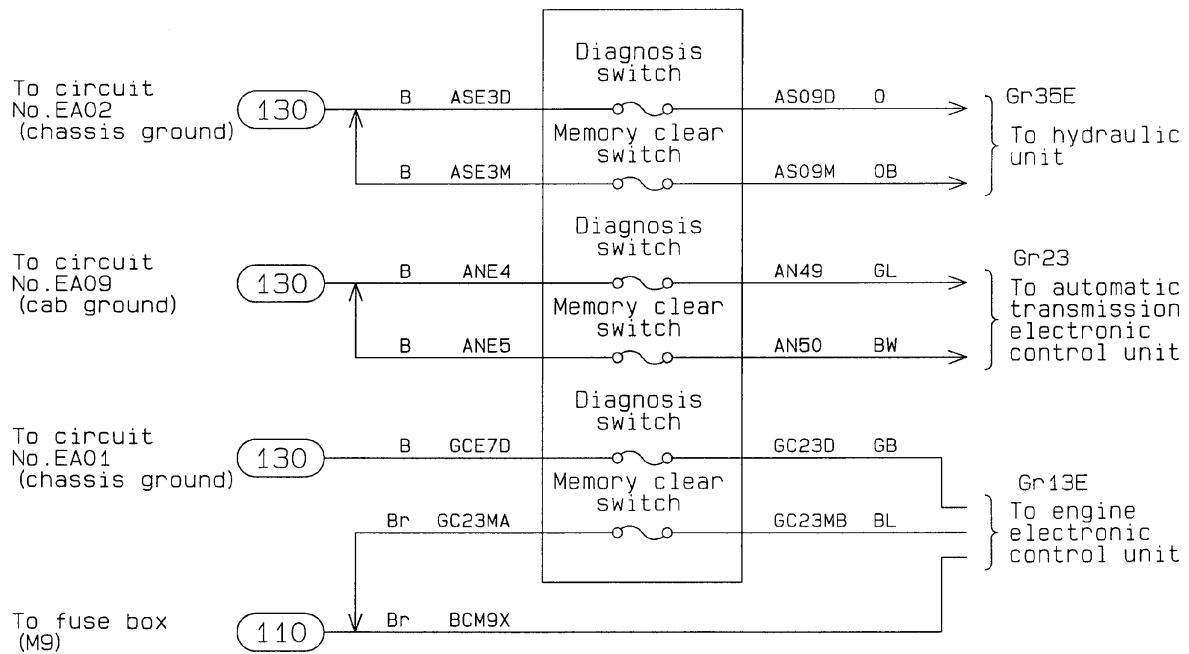 Diagnosis
switch
To circuit
No.EA02
(chassis ground)
130
B ASE3D
AS09D O
Memory clear
switch
B ASE3M
AS09M OB
Gr35E
To hydraulic
unit
Diagnosis
switch
To circuit
No.EA09
(cab ground)
130
B ANE4
AN49 GL
Memory clear
switch
B ANE5
AN50 BW
Gr23
To automatic
transmission
electronic
control unit
Diagnosis
switch
To circuit
No.EA01
(chassis ground)
130
B GCE7D
GC23D GB
Memory clear
switch
Br GC23MA
GC23MB BL
Gr13E
To engine
electronic
control unit
To fuse box
(M9)
110
Br BCM9X